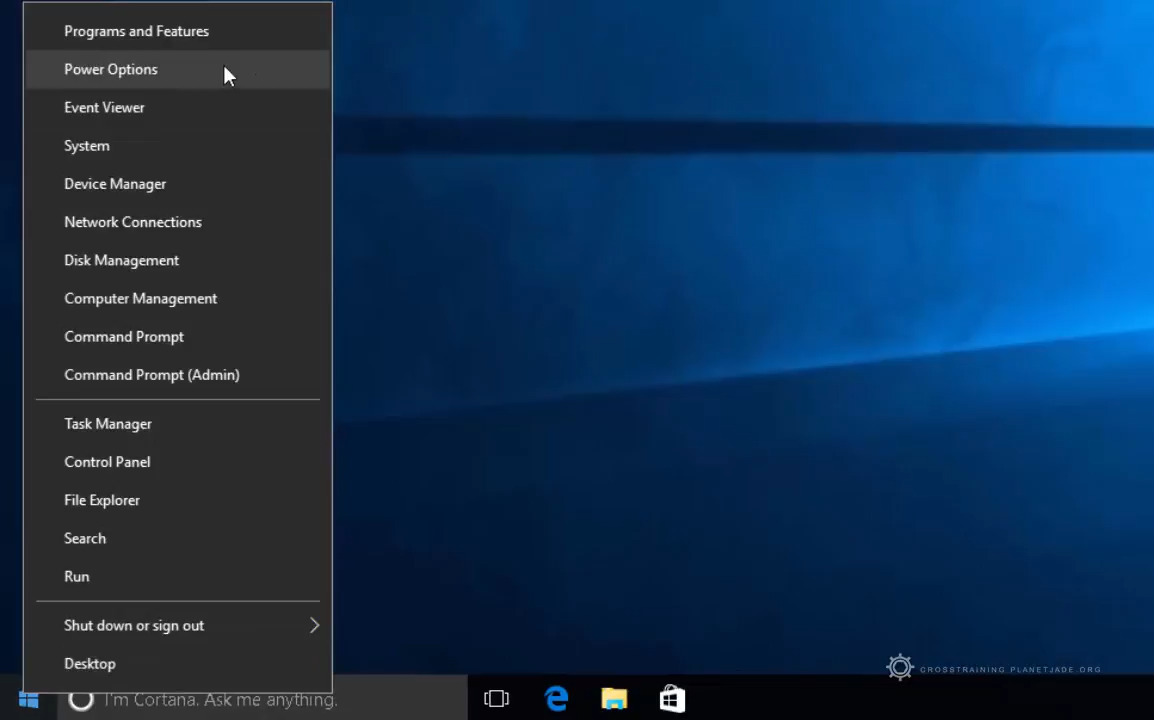 Programs and Features
Power Options
Event Viewer
System
Device Manager
Network Connections
Disk Management
Computer Management
Command Prompt
Command Prompt (Admin)
Task Manager
Control Panel
File Explorer
Search
Run
Shut down or sign out
Desktop
I'm Cortana. Ask me anything.
CROSSTRAINING.PLANETJADE.ORG